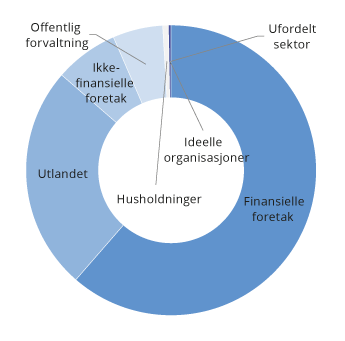 Offentlig
forvaltning
Ufordelt
sektor
Ikke-
finansielle
foretak
Ideelle
organisasjoner
Utlandet
Husholdninger
Finansielle
foretak